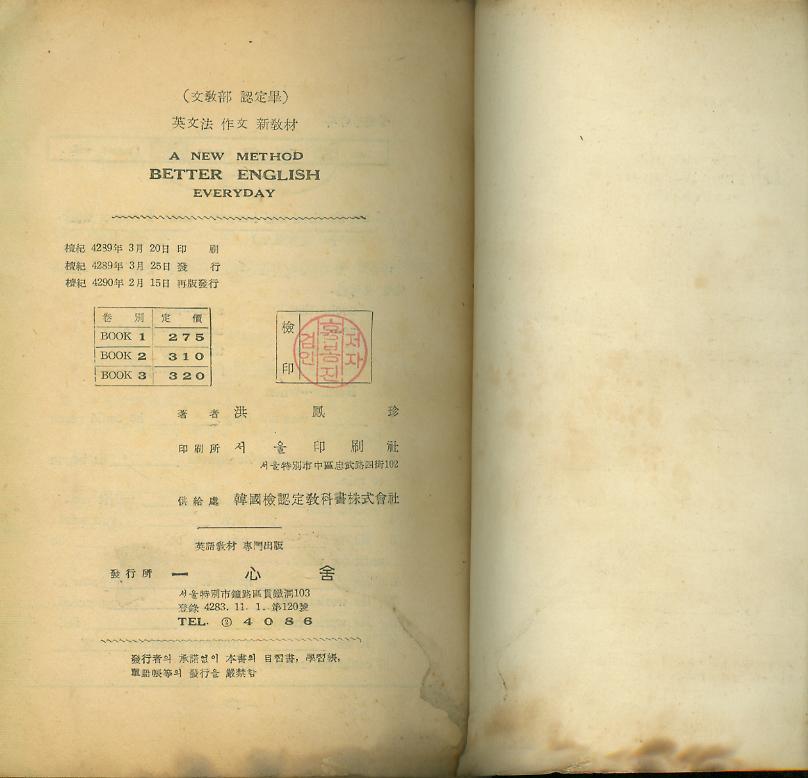 (文敎部 認定畢)
英文法 作文 新敎材
A NEW METHOD
BETTER ENGLISH
EVERYDAY
檀紀 4289年 3月 20日 印 刷
檀紀 4289年 3月 25日 發 行
檀紀 4290年 2月 15日 再版發行
卷 別 定 價
BOOK 1 275
BOOK 2 310
BOOK 3 320
檢
印
저자
홍봉진
검인
著 者 洪 鳳 珍
印刷所 서 울 印 刷 社
서울特別市中區忠武路四街102
供給處 韓國檢認定敎科書株式會社
英語敎材 專門出版
發行所 一 心 舍
서울特別市鐘路區貫鐵洞103
登錄 4283. 11. 1. 第120號
TEL. ③ 4086
發行者의 承諾없이 本書의 自習書, 學習帳,
單語帳等의 發行을 嚴禁함